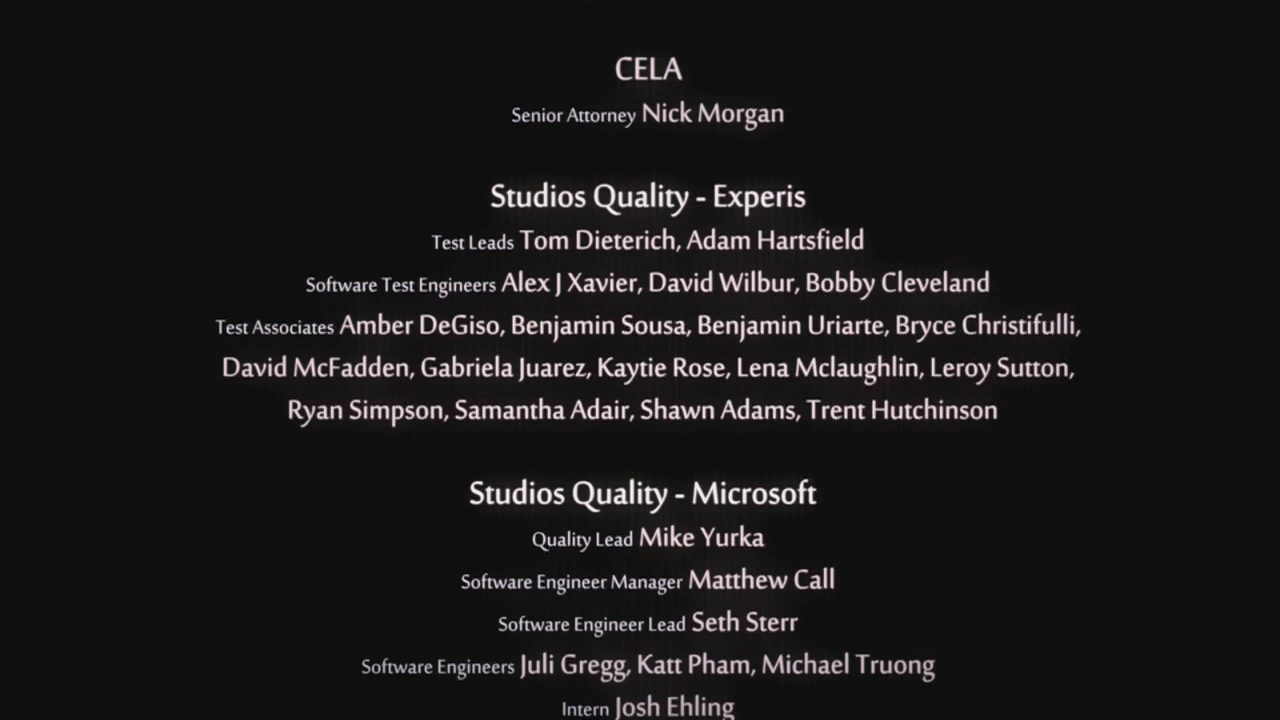 CELA
Senior Attorney Nick Morgan
Studios Quality - Experis
Test Leads Tom Dieterich, Adam Hartsfield
Software Test Engineers Alex J Xavier, David Wilbur, Bobby Cleveland
Test Associates Amber DeGiso, Benjamin Sousa, Benjamin Uriarte, Bryce Christifulli,
David McFadden, Gabriela Juarez, Kaytie Rose, Lena Mclaughlin, Leroy Sutton,
Ryan Simpson, Samantha Adair, Shawn Adams, Trent Hutchinson
Studios Quality - Microsoft
Quality Lead Mike Yurka
Software Engineer Manager Matthew Call
Software Engineer Lead Seth Sterr
Software Engineers Juli Gregg, Katt Pham, Michael Truong
Intern Josh Ehling